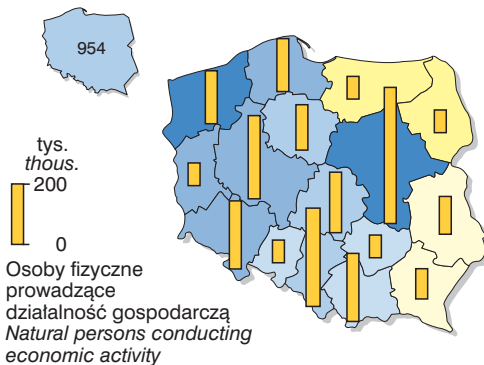 954
tys.
thous.
200
0
Osoby fizyczne
prowadzące
działalność gospodarczą
Natural persons conducting
economic activity